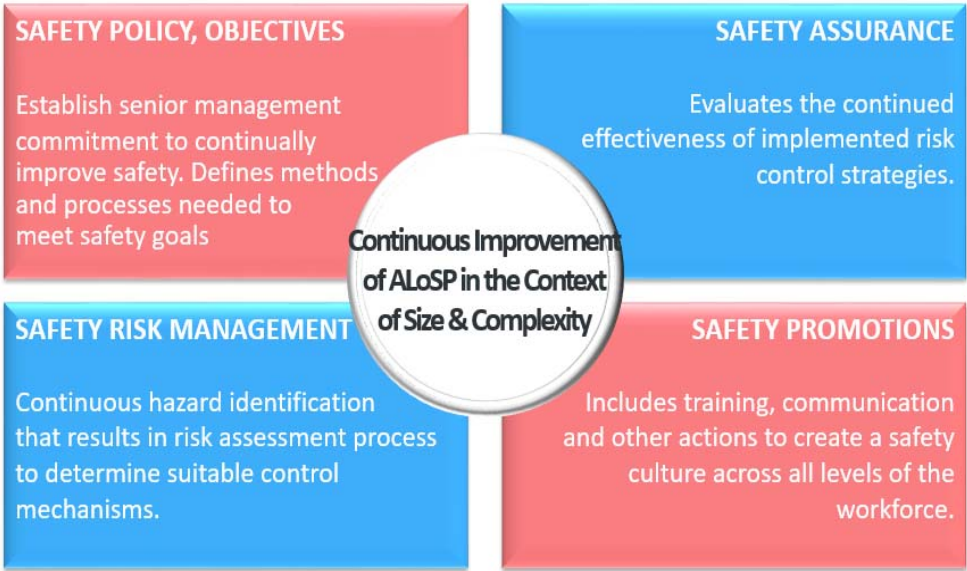 SAFETY POLICY, OBJECTIVES
Establish senior management
commitment to continually
improve safety. Defines methods
and processes needed to
meet safety goals
SAFETY ASSURANCE
Evaluates the continued
effectiveness of implemented risk
control strategies.
Continuous Improvement
of ALoSP in the Context
of Size & Complexity
SAFETY RISK MANAGEMENT
Continuous hazard identification
that results in risk assessment process
to determine suitable control
mechanisms.
SAFETY PROMOTIONS
Includes training, communication
and other actions to create a safety
culture across all levels of the
workforce.